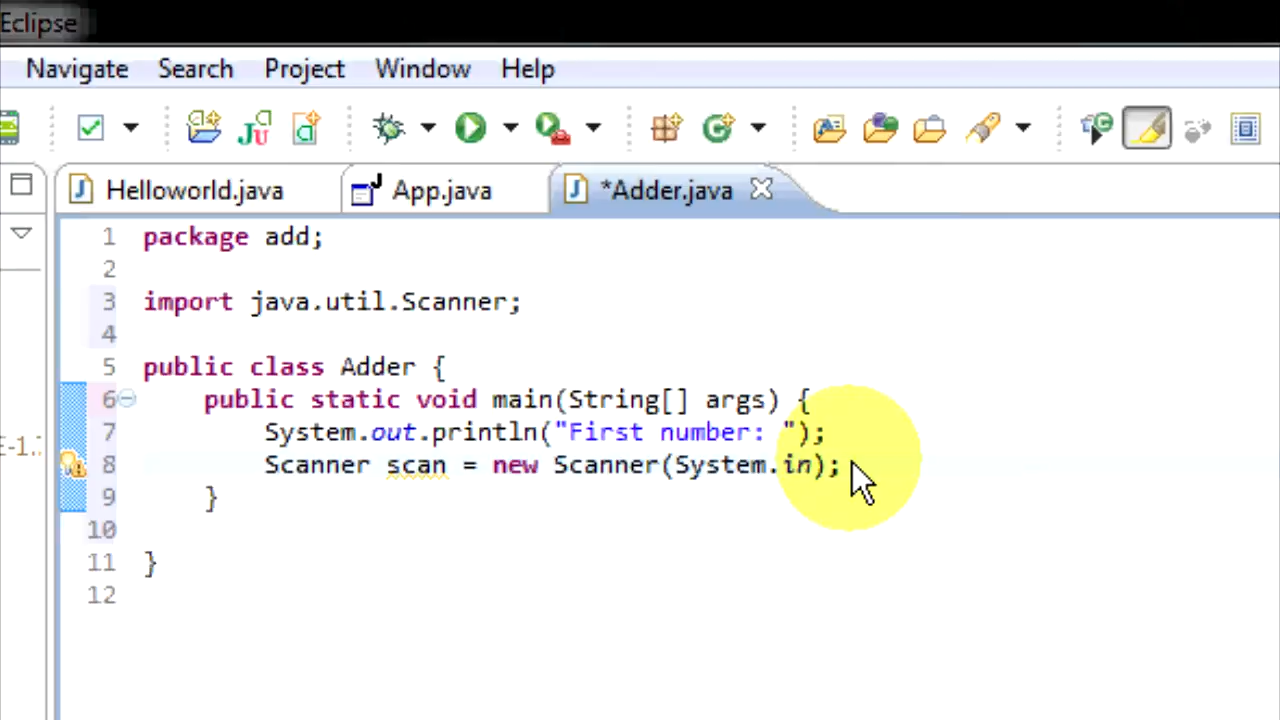 Eclipse
Navigate Search Project Window Help
Helloworld.java App.java *Adder.java
1 package add;
2
3 import java.util.Scanner;
4
5 public class Adder {
6 public static void main(String[] args) {
7 System.out.println("First number: ");
8 Scanner scan = new Scanner(System.in);
9 }
10
11 }
12